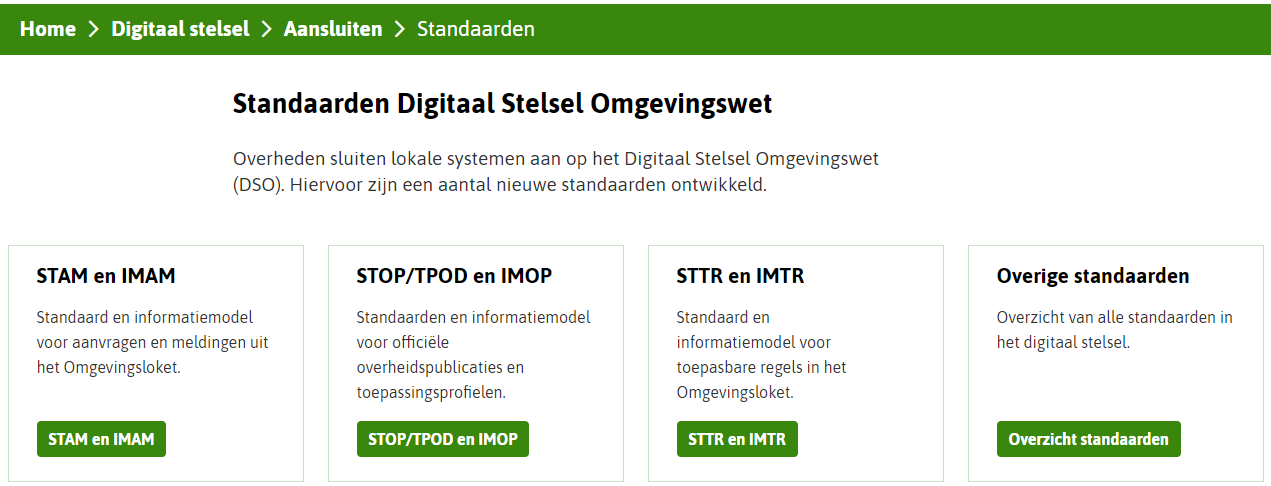 Home > Digitaal stelsel > Aansluiten > Standaarden
Standaarden Digitaal Stelsel Omgevingswet
Overheden sluiten lokale systemen aan op het Digitaal Stelsel Omgevingswet
(DSO). Hiervoor zijn een aantal nieuwe standaarden ontwikkeld.
STAM en IMAM
Standaard en informatiemodel
voor aanvragen en meldingen uit
het Omgevingsloket.
STAM en IMAM
STOP/TPOD en IMOP
Standaarden en informatiemodel
voor officiële
overheidspublicaties en
toepassingsprofielen.
STOP/TPOD en IMOP
STTR en IMTR
Standaard en
informatiemodel voor
toepasbare regels in het
Omgevingsloket.
STTR en IMTR
Overige standaarden
Overzicht van alle standaarden in
het digitaal stelsel.
Overzicht standaarden